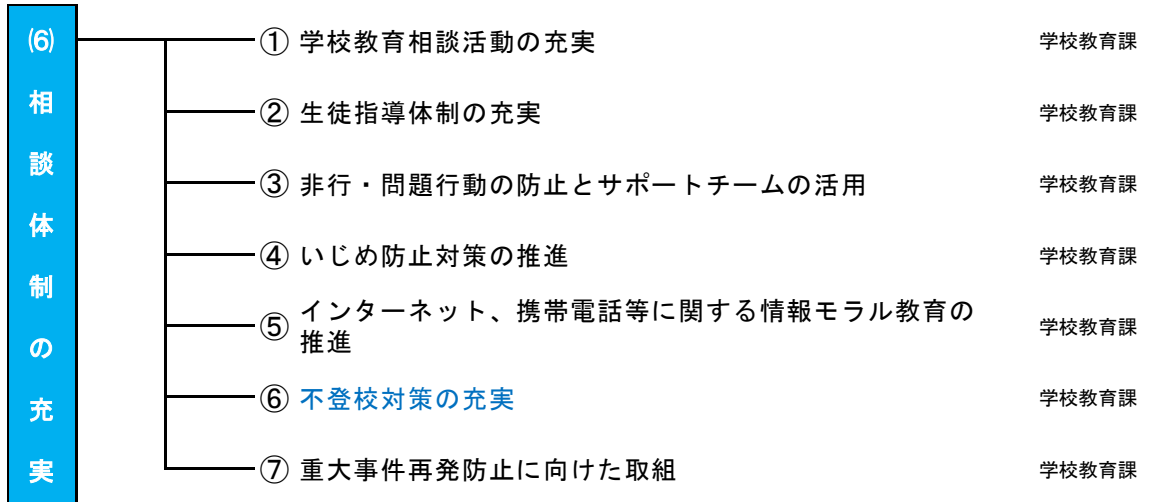 ⑹相談体制の充実
① 学校教育相談活動の充実 学校教育課
② 生徒指導体制の充実 学校教育課
③ 非行・問題行動の防止とサポートチームの活用 学校教育課
④ いじめ防止対策の推進 学校教育課
⑤ インターネット、携帯電話等に関する情報モラル教育の
推進 学校教育課
⑥ 不登校対策の充実 学校教育課
⑦ 重大事件再発防止に向けた取組 学校教育課